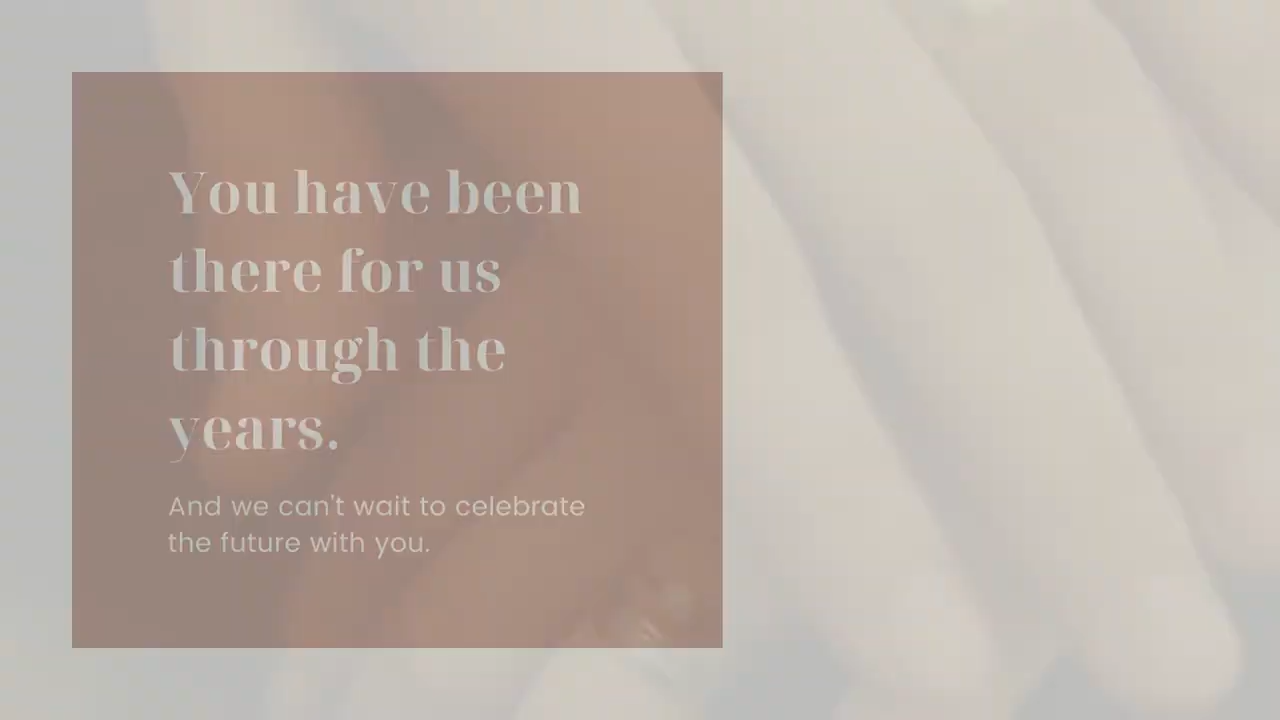 You have been
there for us
through the
years.
And we can't wait to celebrate
the future with you.